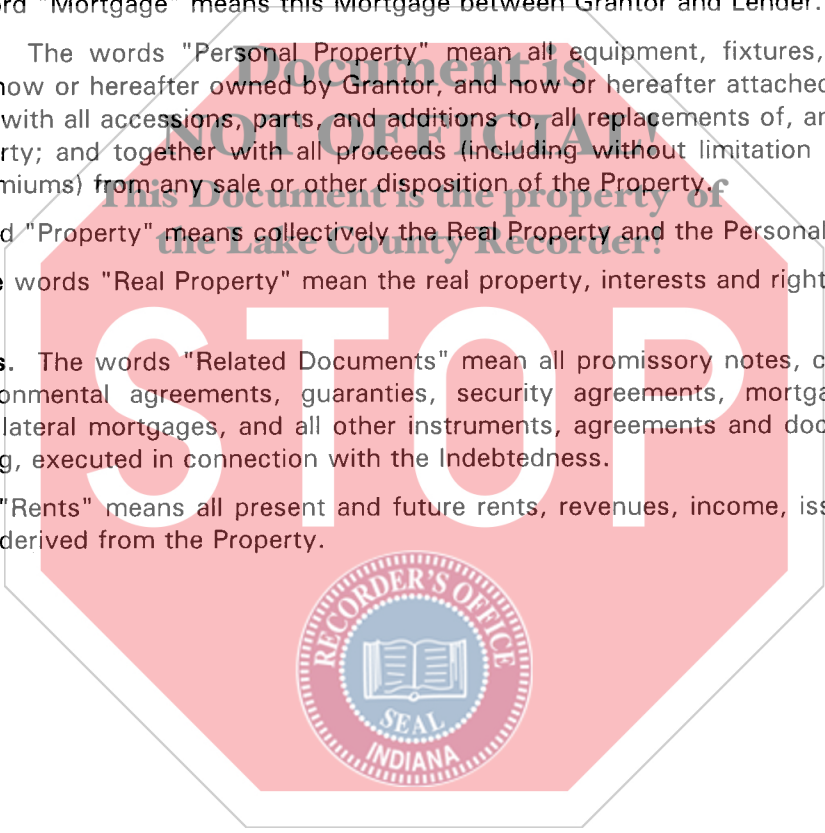 rd "Mortgage" means this Mortgage between Grantor and Lender.
The words "Personal Property" mean all equipment, fixtures,
now or hereafter owned by Grantor, and now or hereafter attached
with all accessions, parts, and additions to, all replacements of, an
rty; and together with all proceeds (including without limitation
miums) from any sale or other disposition of the Property.
d "Property" means collectively the Real Property and the Personal
words "Real Property" mean the real property, interests and right
s. The words "Related Documents" mean all promissory notes, c
onmental agreements, guaranties, security agreements, mortga
lateral mortgages, and all other instruments, agreements and doc
g, executed in connection with the Indebtedness.
"Rents" means all present and future rents, revenues, income, iss
derived from the Property.
Document is
NOT OFFICIAL!
This Document is the property of
the Lake County Recorder!
STOP
RECORDER'S OFFICE
SEAL
INDIANA